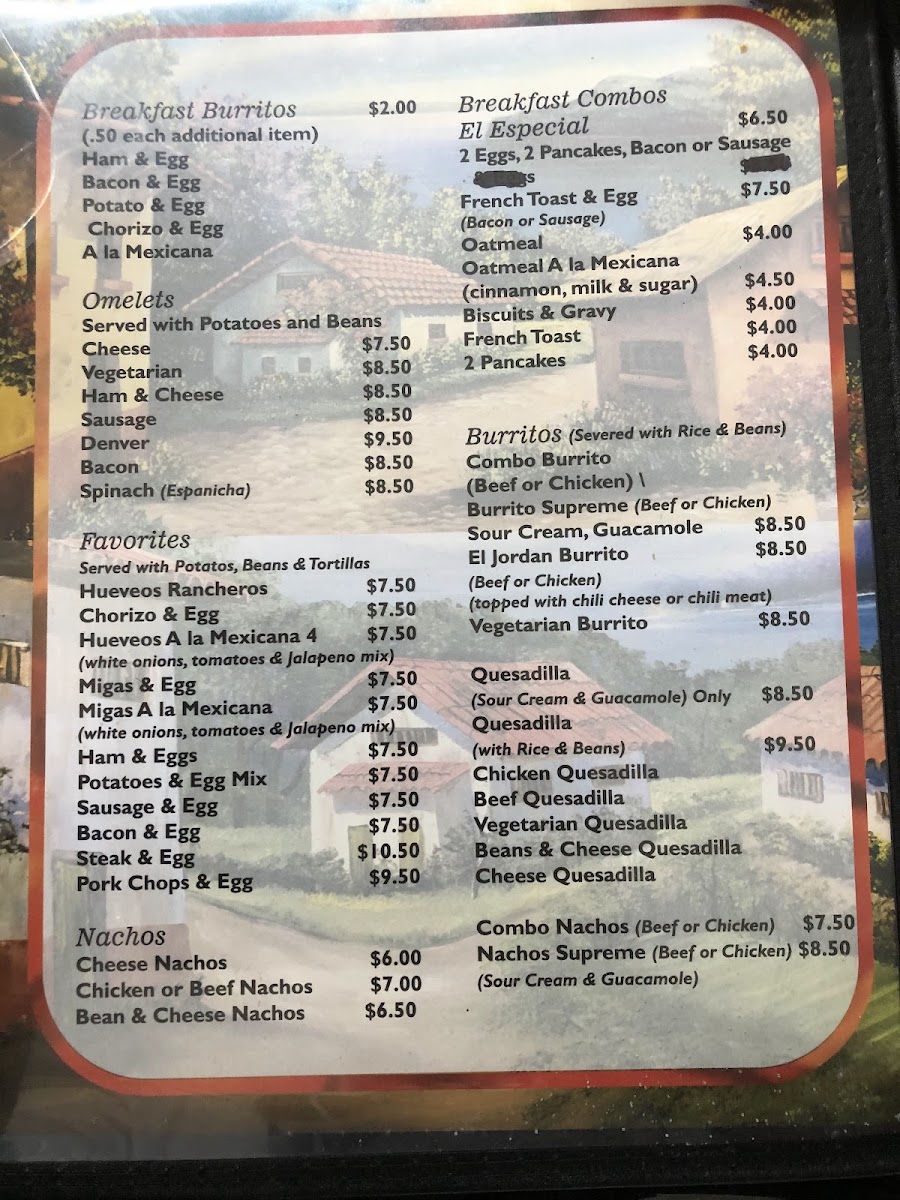 Breakfast Burritos $2.00
(.50 each additional item)
Ham & Egg
Bacon & Egg
Potato & Egg
Chorizo & Egg
A la Mexicana
Omelets
Served with Potatoes and Beans
Cheese $7.50
Vegetarian $8.50
Ham & Cheese $8.50
Sausage $8.50
Denver $9.50
Bacon $8.50
Spinach (Espanicha) $8.50
Favorites
Served with Potatos, Beans & Tortillas
Hueveos Rancheros $7.50
Chorizo & Egg $7.50
Hueveos A la Mexicana 4 $7.50
(white onions, tomatoes & Jalapeno mix)
Migas & Egg $7.50
Migas A la Mexicana $7.50
(white onions, tomatoes & Jalapeno mix)
Ham & Eggs $7.50
Potatoes & Egg Mix $7.50
Sausage & Egg $7.50
Bacon & Egg $7.50
Steak & Egg $10.50
Pork Chops & Egg $9.50
Nachos
Cheese Nachos $6.00
Chicken or Beef Nachos $7.00
Bean & Cheese Nachos $6.50
Breakfast Combos
El Especial $6.50
2 Eggs, 2 Pancakes, Bacon or Sausage
French Toast & Egg $7.50
(Bacon or Sausage)
Oatmeal $4.00
Oatmeal A la Mexicana
(cinnamon, milk & sugar) $4.50
Biscuits & Gravy $4.00
French Toast $4.00
2 Pancakes $4.00
Burritos (Severed with Rice & Beans)
Combo Burrito
(Beef or Chicken) \
Burrito Supreme (Beef or Chicken)
Sour Cream, Guacamole $8.50
El Jordan Burrito $8.50
(Beef or Chicken)
(topped with chili cheese or chili meat)
Vegetarian Burrito $8.50
Quesadilla
(Sour Cream & Guacamole) Only $8.50
Quesadilla
(with Rice & Beans) $9.50
Chicken Quesadilla
Beef Quesadilla
Vegetarian Quesadilla
Beans & Cheese Quesadilla
Cheese Quesadilla
Combo Nachos (Beef or Chicken) $7.50
Nachos Supreme (Beef or Chicken) $8.50
(Sour Cream & Guacamole)